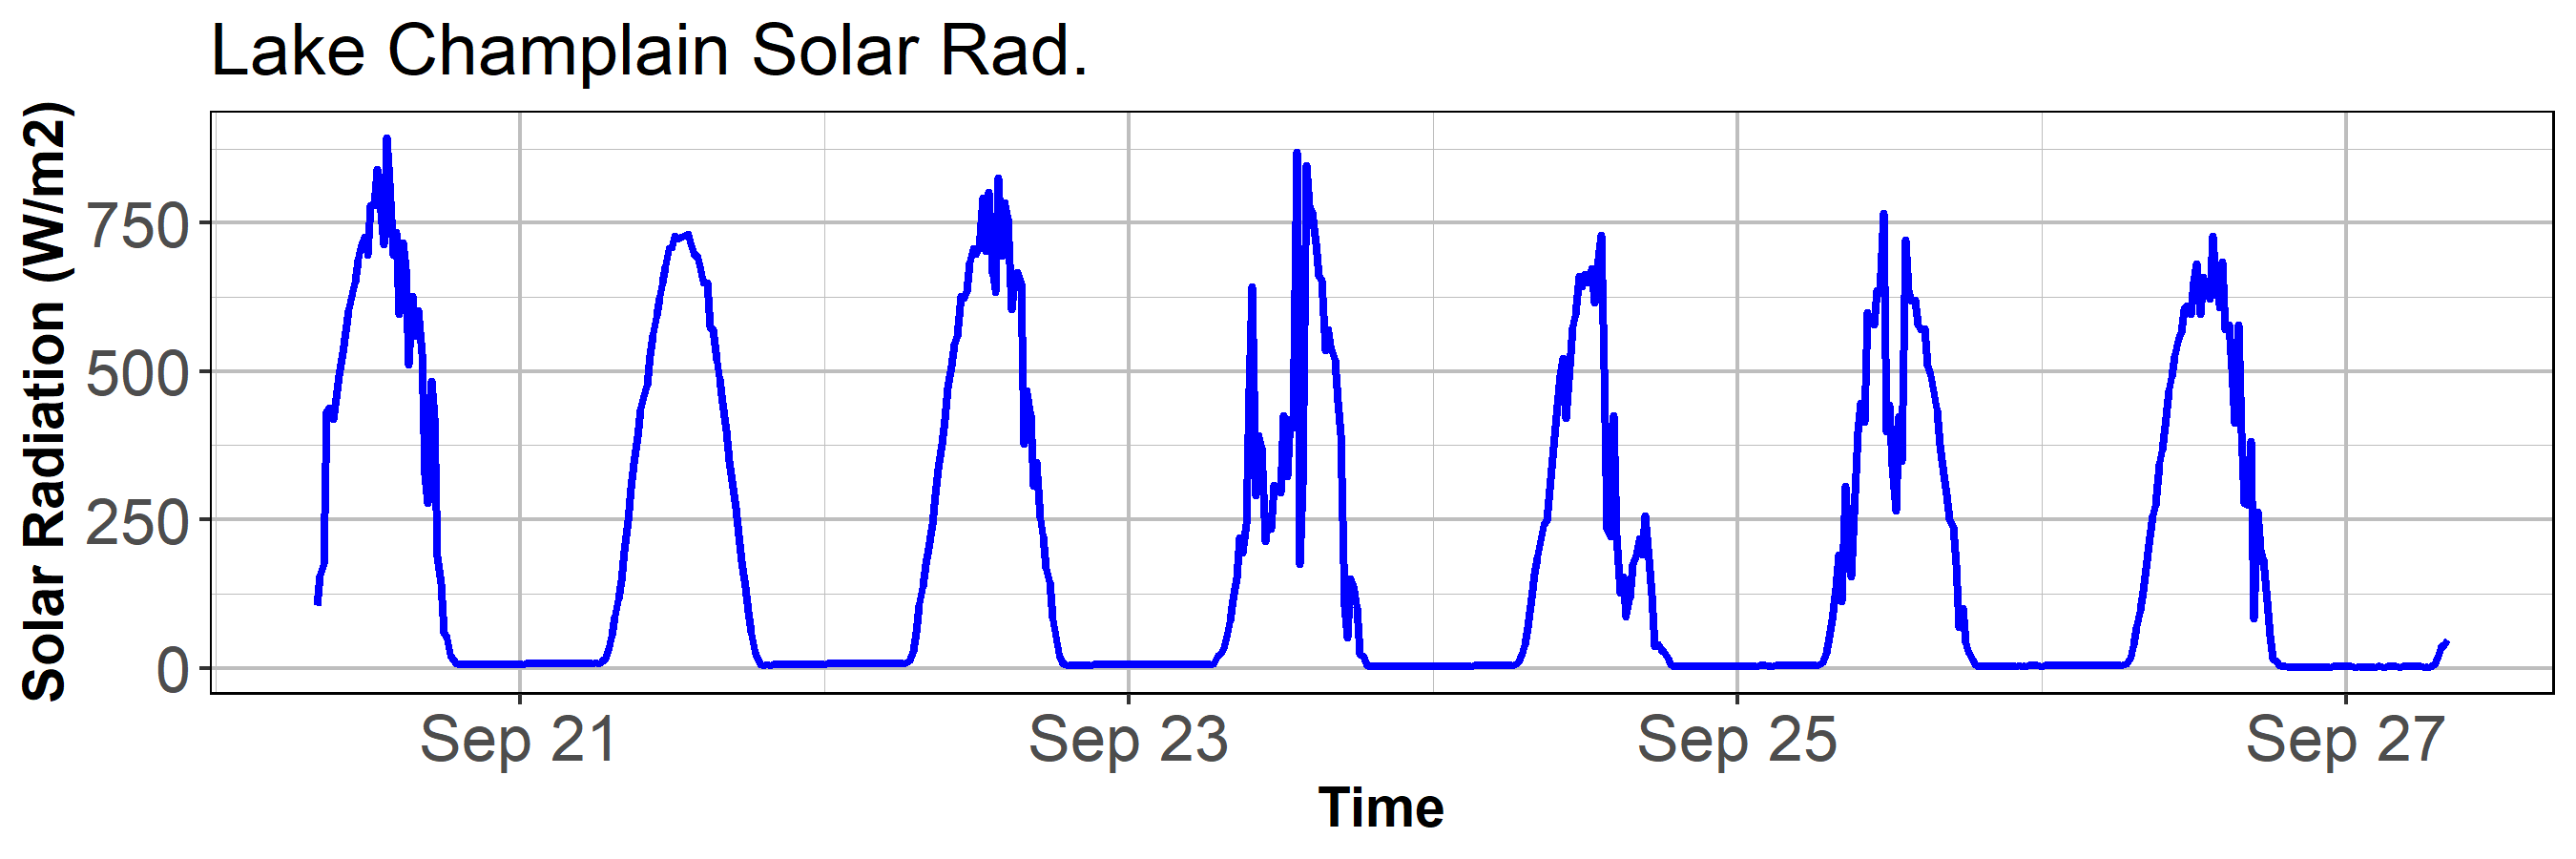 Lake Champlain Solar Rad.
Solar Radiation (W/m2)
750
500
250
0
Sep 21
Sep 23
Sep 25
Sep 27
Time